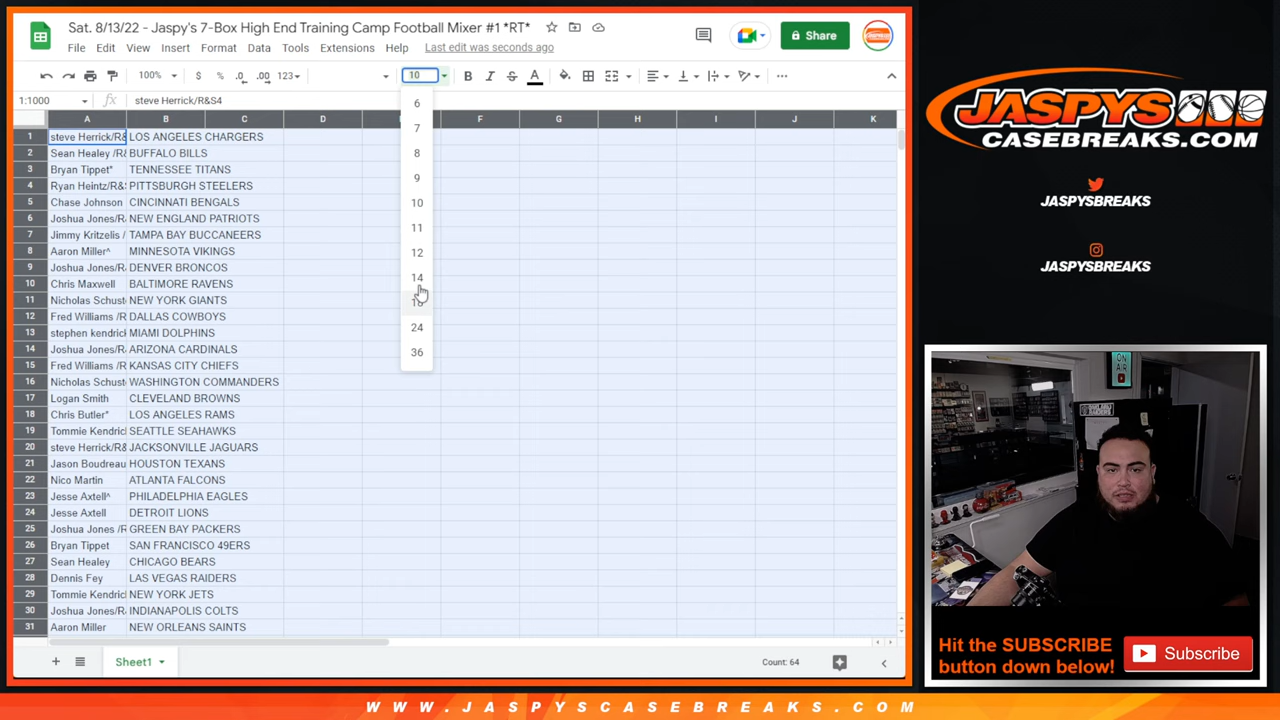 Sat. 8/13/22 - Jaspy's 7-Box High End Training Camp Football Mixer #1 *RT*
File Edit View Insert Format Data Tools Extensions Help Last edit was seconds ago
Share
100% $ % .0 .00 123 10 B I S A
1:1000 fx steve Herrick/R&S4
A B C D F G H I J K
1 steve Herrick/R& LOS ANGELES CHARGERS
2 Sean Healey /R& BUFFALO BILLS
3 Bryan Tippet* TENNESSEE TITANS
4 Ryan Heintz/R&S PITTSBURGH STEELERS
5 Chase Johnson CINCINNATI BENGALS
6 Joshua Jones/R NEW ENGLAND PATRIOTS
7 Jimmy Kritzelis / TAMPA BAY BUCCANEERS
8 Aaron Miller^ MINNESOTA VIKINGS
9 Joshua Jones/R DENVER BRONCOS
10 Chris Maxwell BALTIMORE RAVENS
11 Nicholas Schust NEW YORK GIANTS
12 Fred Williams /R DALLAS COWBOYS
13 stephen kendrick MIAMI DOLPHINS
14 Joshua Jones/R ARIZONA CARDINALS
15 Fred Williams /R KANSAS CITY CHIEFS
16 Nicholas Schust WASHINGTON COMMANDERS
17 Logan Smith CLEVELAND BROWNS
18 Chris Butler* LOS ANGELES RAMS
19 Tommie Kendric SEATTLE SEAHAWKS
20 steve Herrick/R& JACKSONVILLE JAGUARS
21 Jason Boudreau HOUSTON TEXANS
22 Nico Martin ATLANTA FALCONS
23 Jesse Axtell^ PHILADELPHIA EAGLES
24 Jesse Axtell DETROIT LIONS
25 Joshua Jones /R GREEN BAY PACKERS
26 Bryan Tippet SAN FRANCISCO 49ERS
27 Sean Healey CHICAGO BEARS
28 Dennis Fey LAS VEGAS RAIDERS
29 Tommie Kendric NEW YORK JETS
30 Joshua Jones/R INDIANAPOLIS COLTS
31 Aaron Miller NEW ORLEANS SAINTS
6
7
8
9
10
11
12
14
18
24
36
Sheet1
Count: 64
JASPYS
CASEBREAKS.COM
JASPYSBREAKS
JASPYSBREAKS
ON AIR
Hit the SUBSCRIBE
button down below!
Subscribe
WWW.JASPYSCASEBREAKS.COM